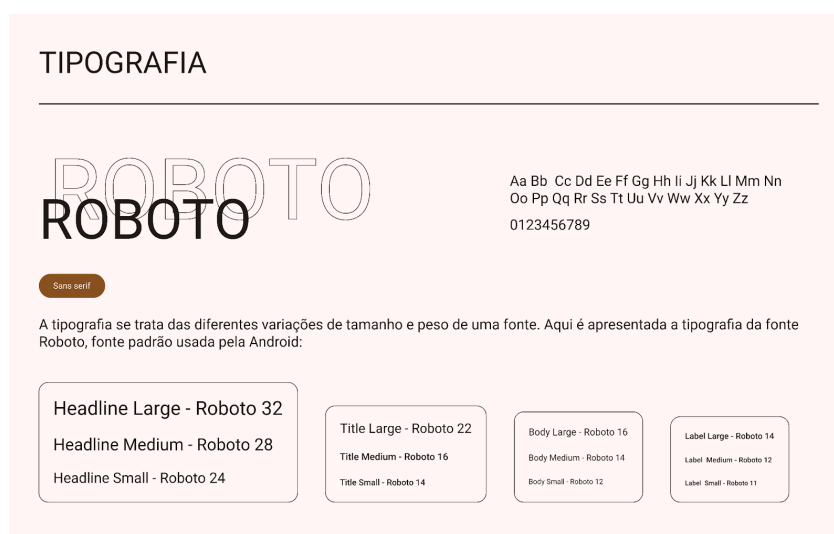 TIPOGRAFIA
ROBOTO
ROBOTO
Aa Bb Cc Dd Ee Ff Gg Hh Ii Jj Kk Ll Mm Nn
Oo Pp Qq Rr Ss Tt Uu Vv Ww Xx Yy Zz
0123456789
Sans serif
A tipografia se trata das diferentes variações de tamanho e peso de uma fonte. Aqui é apresentada a tipografia da fonte
Roboto, fonte padrão usada pela Android:
Headline Large - Roboto 32
Headline Medium - Roboto 28
Headline Small - Roboto 24
Title Large - Roboto 22
Title Medium - Roboto 16
Title Small - Roboto 14
Body Large - Roboto 16
Body Medium - Roboto 14
Body Small - Roboto 12
Label Large - Roboto 14
Label Medium - Roboto 12
Label Small - Roboto 11